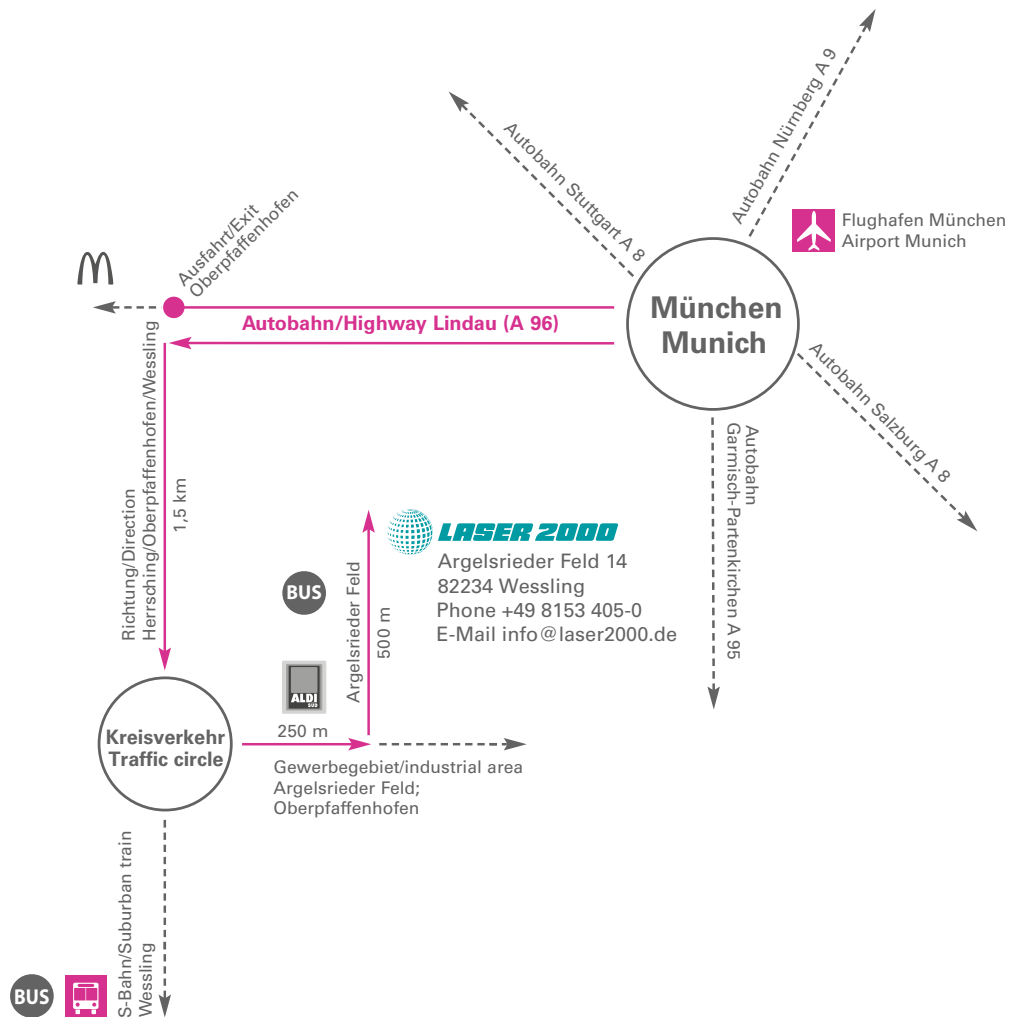 Autobahn Nürnberg A 9
Autobahn Stuttgart A 8
Flughafen München
Airport Munich
Ausfahrt/Exit
Oberpfaffenhofen
München
Munich
Autobahn/Highway Lindau (A 96)
Autobahn Salzburg A 8
Autobahn
Garmisch-Partenkirchen A 95
Richtung/Direction
Herrsching/Oberpfaffenhofen/Wessling
1,5 km
LASER 2000
Argelsrieder Feld 14
82234 Wessling
Phone +49 8153 405-0
E-Mail info@laser2000.de
BUS
Argelsrieder Feld
500 m
ALDI
SÜD
250 m
Kreisverkehr
Traffic circle
Gewerbegebiet/industrial area
Argelsrieder Feld;
Oberpfaffenhofen
S-Bahn/Suburban train
Wessling
BUS